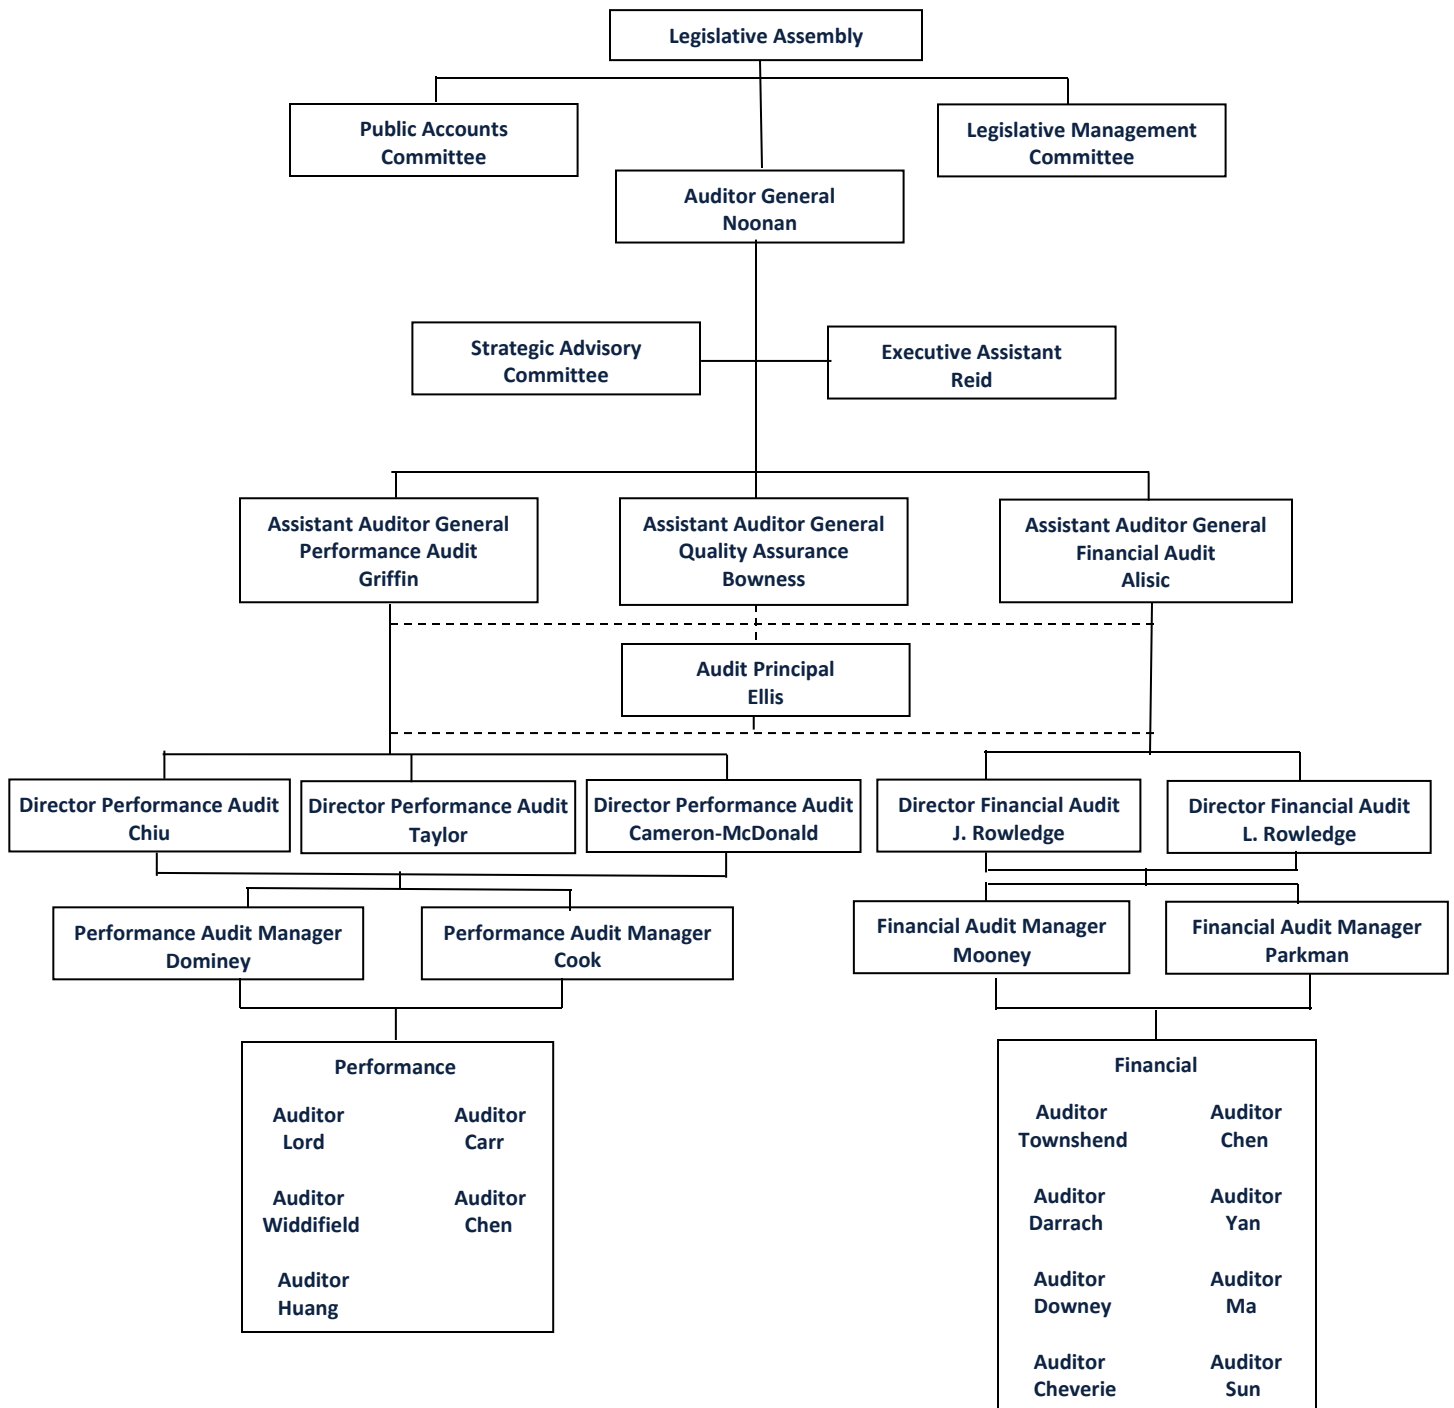 Legislative Assembly
Public Accounts
Committee
Legislative Management
Committee
Auditor General
Noonan
Strategic Advisory
Committee
Executive Assistant
Reid
Assistant Auditor General
Performance Audit
Griffin
Assistant Auditor General
Quality Assurance
Bowness
Assistant Auditor General
Financial Audit
Alisic
Audit Principal
Ellis
Director Performance Audit
Chiu
Director Performance Audit
Taylor
Director Performance Audit
Cameron-McDonald
Director Financial Audit
J. Rowledge
Director Financial Audit
L. Rowledge
Performance Audit Manager
Dominey
Performance Audit Manager
Cook
Financial Audit Manager
Mooney
Financial Audit Manager
Parkman
Performance
Auditor
Lord
Auditor
Carr
Auditor
Widdifield
Auditor
Chen
Auditor
Huang
Financial
Auditor
Townshend
Auditor
Chen
Auditor
Darrach
Auditor
Yan
Auditor
Downey
Auditor
Ma
Auditor
Cheverie
Auditor
Sun